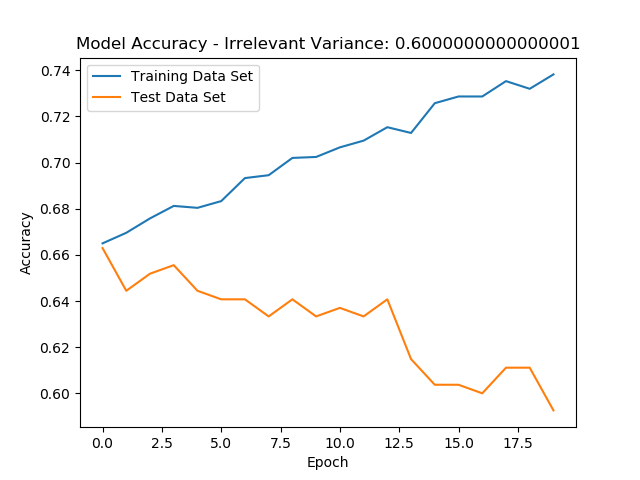 Model Accuracy - Irrelevant Variance: 0.6000000000000001
Training Data Set
Test Data Set
0.74
0.72
0.70
0.68
0.66
0.64
0.62
0.60
Accuracy
0.0 2.5 5.0 7.5 10.0 12.5 15.0 17.5
Epoch